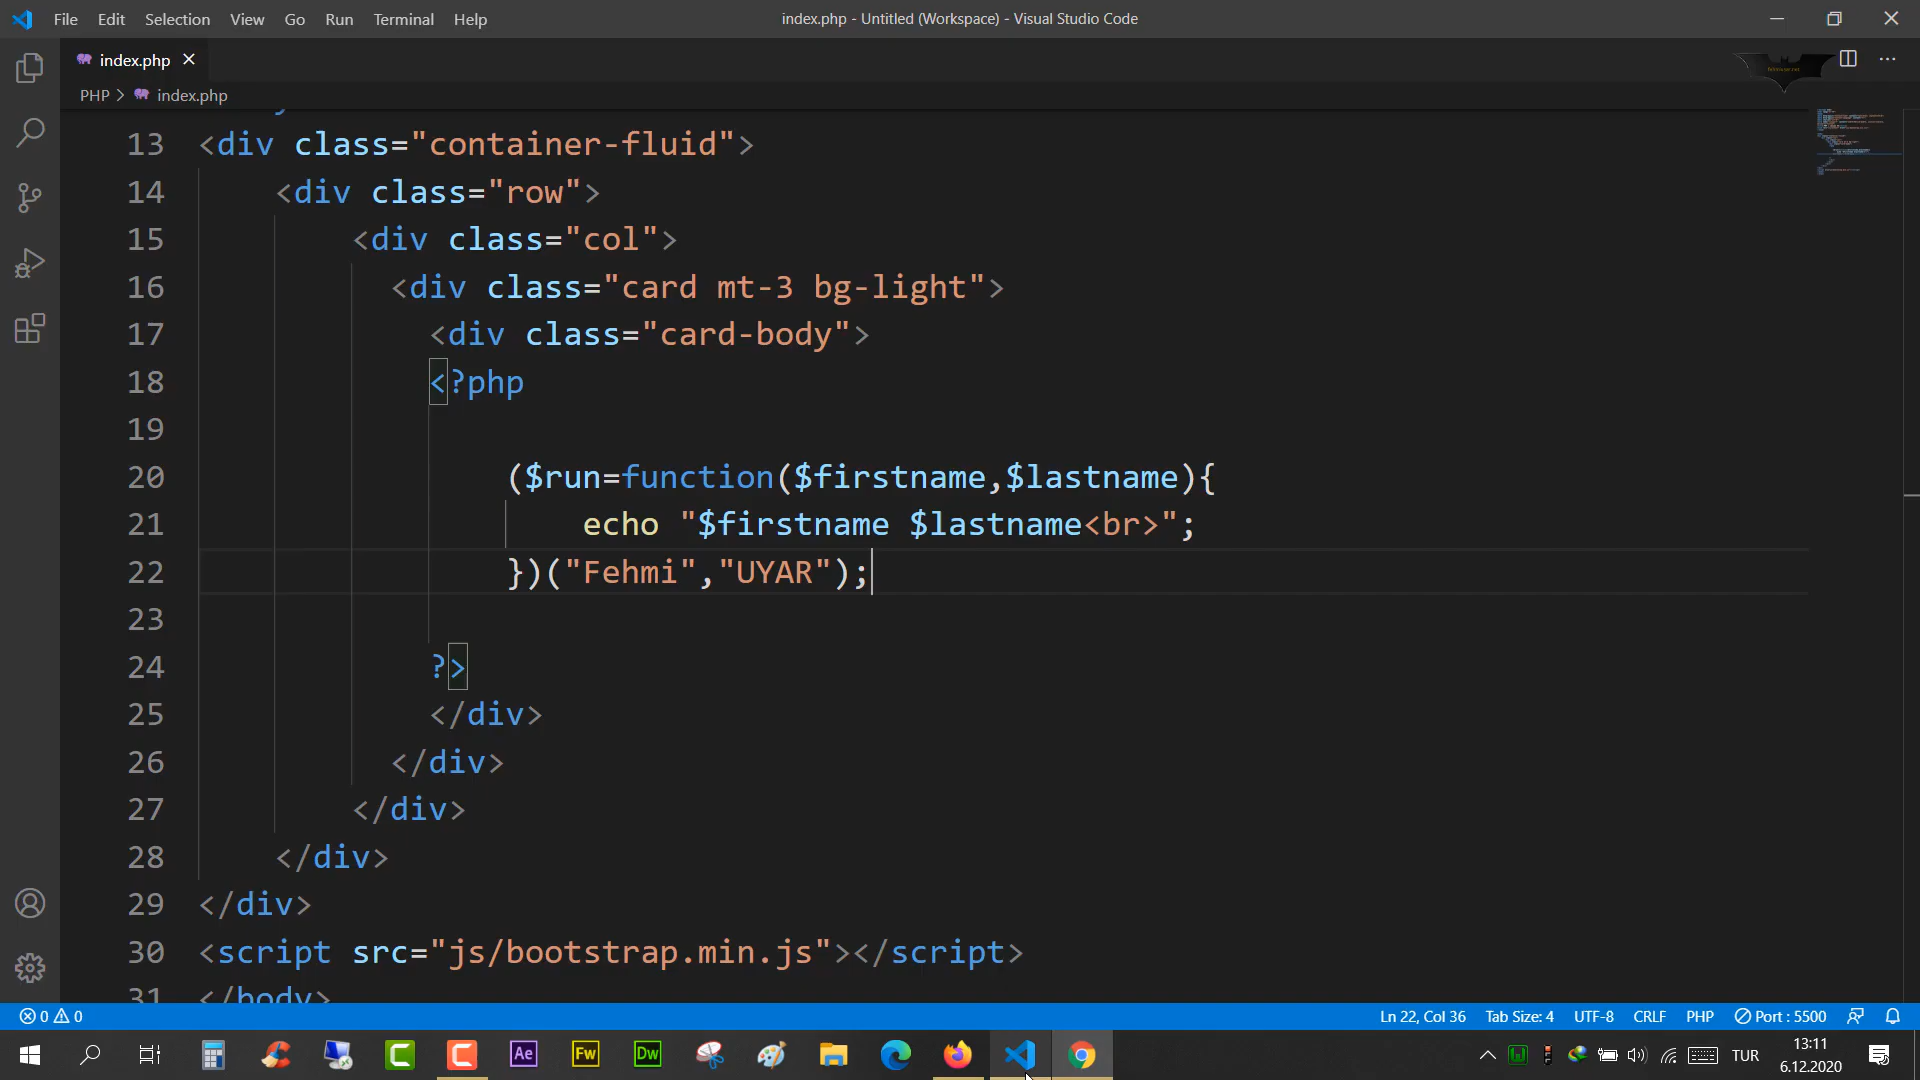 File Edit Selection View Go Run Terminal Help
index.php - Untitled (Workspace) - Visual Studio Code
index.php
PHP > index.php
13 <div class="container-fluid">
14 <div class="row">
15 <div class="col">
16 <div class="card mt-3 bg-light">
17 <div class="card-body">
18 <?php
19
20 ($run=function($firstname,$lastname){
21 echo "$firstname $lastname<br>";
22 })("Fehmi","UYAR");
23
24 ?>
25 </div>
26 </div>
27 </div>
28 </div>
29 </div>
30 <script src="js/bootstrap.min.js"></script>
31 </body>
0 0
Ln 22, Col 36 Tab Size: 4 UTF-8 CRLF PHP Port : 5500
Ae Fw Dw
TUR
13:11
6.12.2020